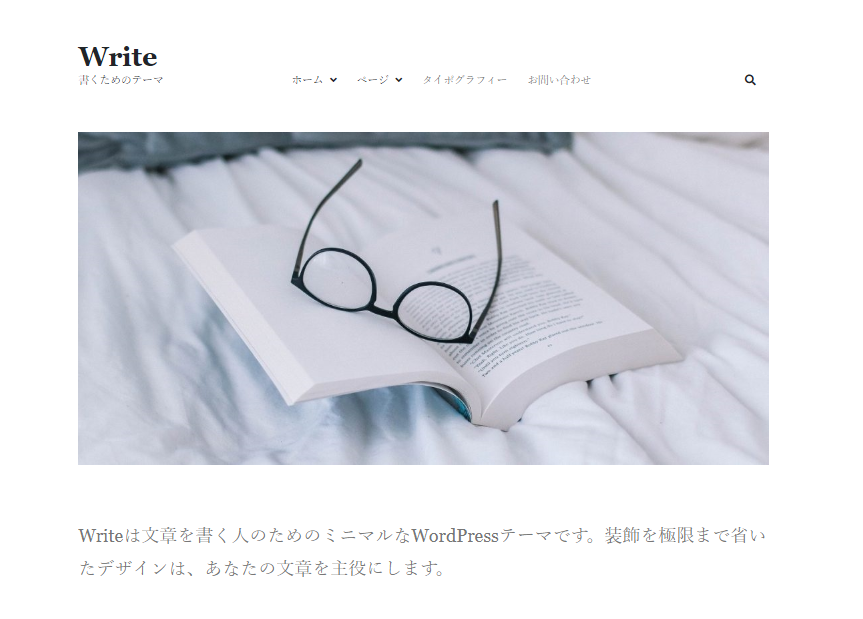 Write
書くためのテーマ
ホーム ページ タイポグラフィー お問い合わせ
Writeは文章を書く人のためのミニマルなWordPressテーマです。装飾を極限まで省い
たデザインは、あなたの文章を主役にします。